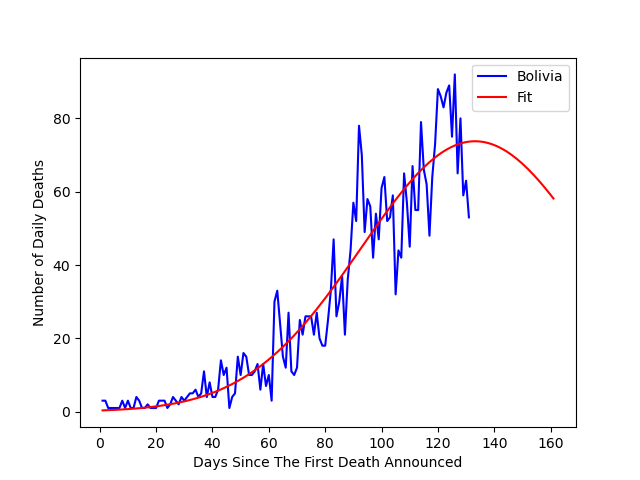 Bolivia
Fit
Number of Daily Deaths
80
60
40
20
0
0 20 40 60 80 100 120 140 160
Days Since The First Death Announced